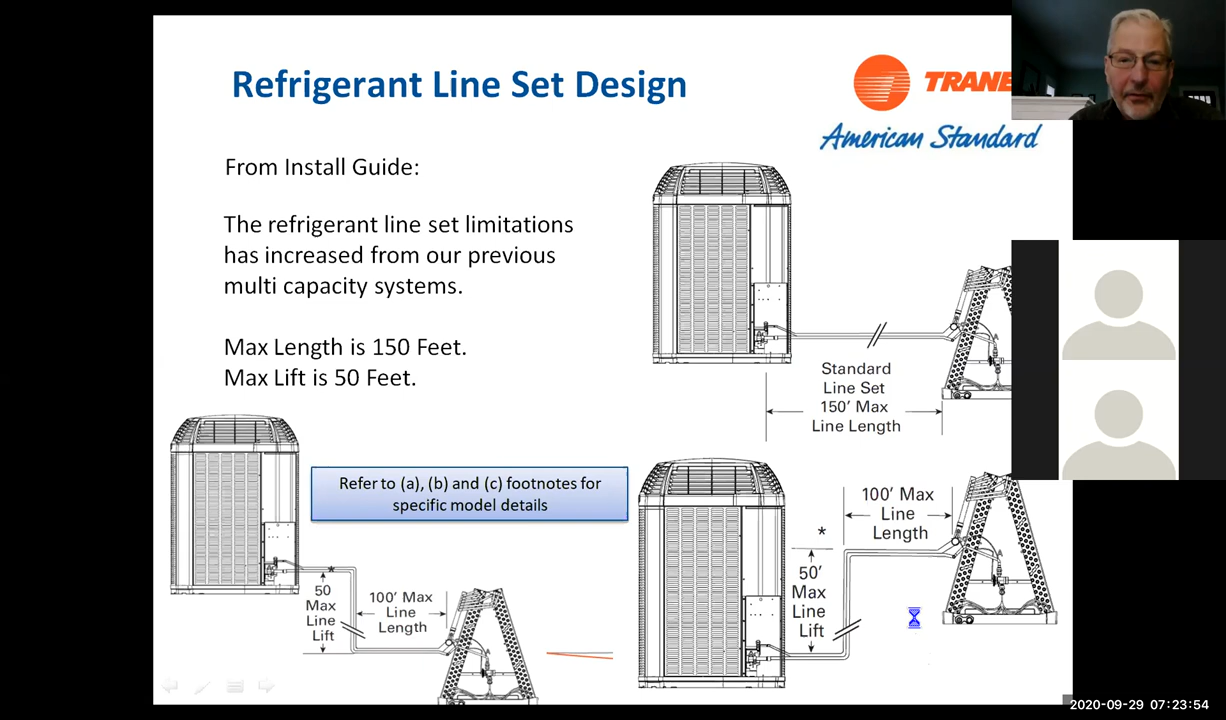 Refrigerant Line Set Design
TRANE
American Standard
From Install Guide:
The refrigerant line set limitations
has increased from our previous
multi capacity systems.
Max Length is 150 Feet.
Max Lift is 50 Feet.
Standard
Line Set
150' Max
Line Length
Refer to (a), (b) and (c) footnotes for
specific model details
*
50
Max
Line
Lift
100' Max
Line
Length
A
*
50'
Max
Line
Lift
100' Max
Line
Length
A
2020-09-29 07:23:54